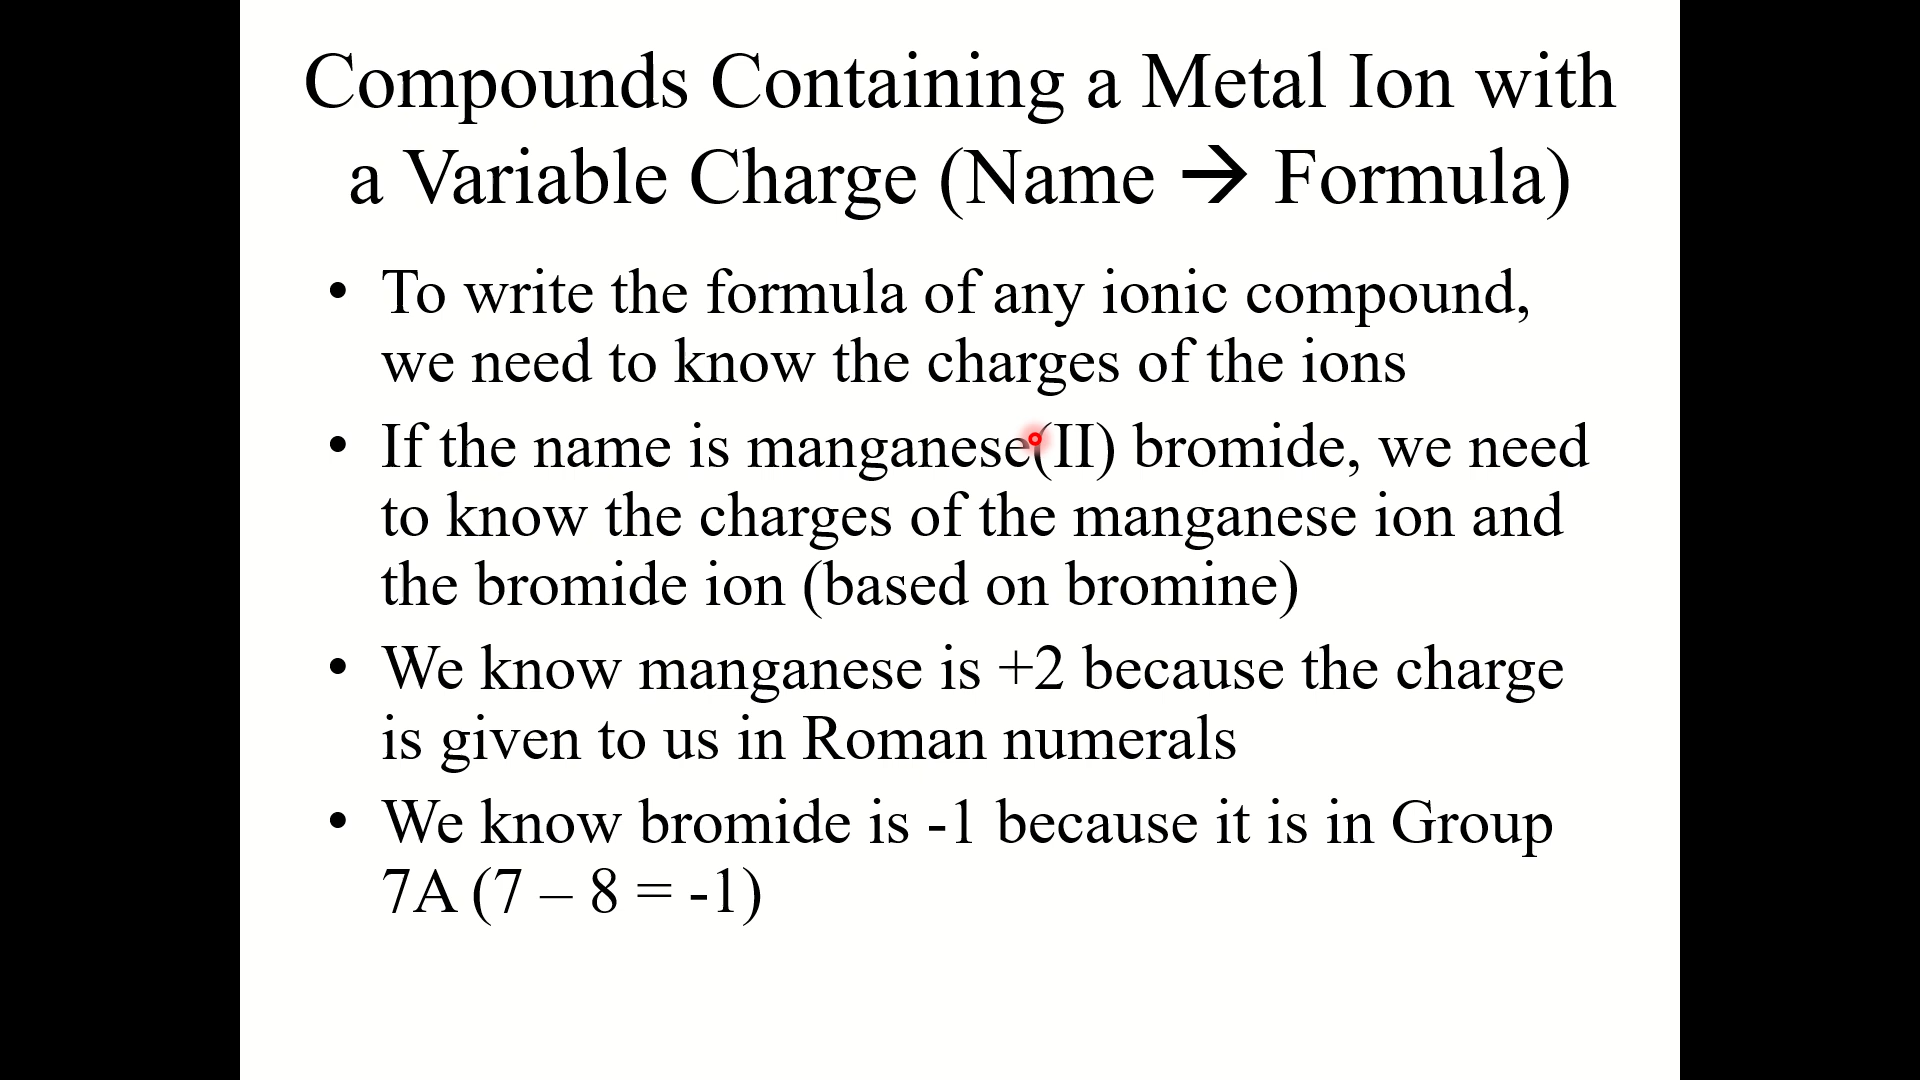 Compounds Containing a Metal Ion with
a Variable Charge (Name → Formula)
• To write the formula of any ionic compound,
we need to know the charges of the ions
• If the name is manganese(II) bromide, we need
to know the charges of the manganese ion and
the bromide ion (based on bromine)
• We know manganese is +2 because the charge
is given to us in Roman numerals
• We know bromide is -1 because it is in Group
7A (7 – 8 = -1)